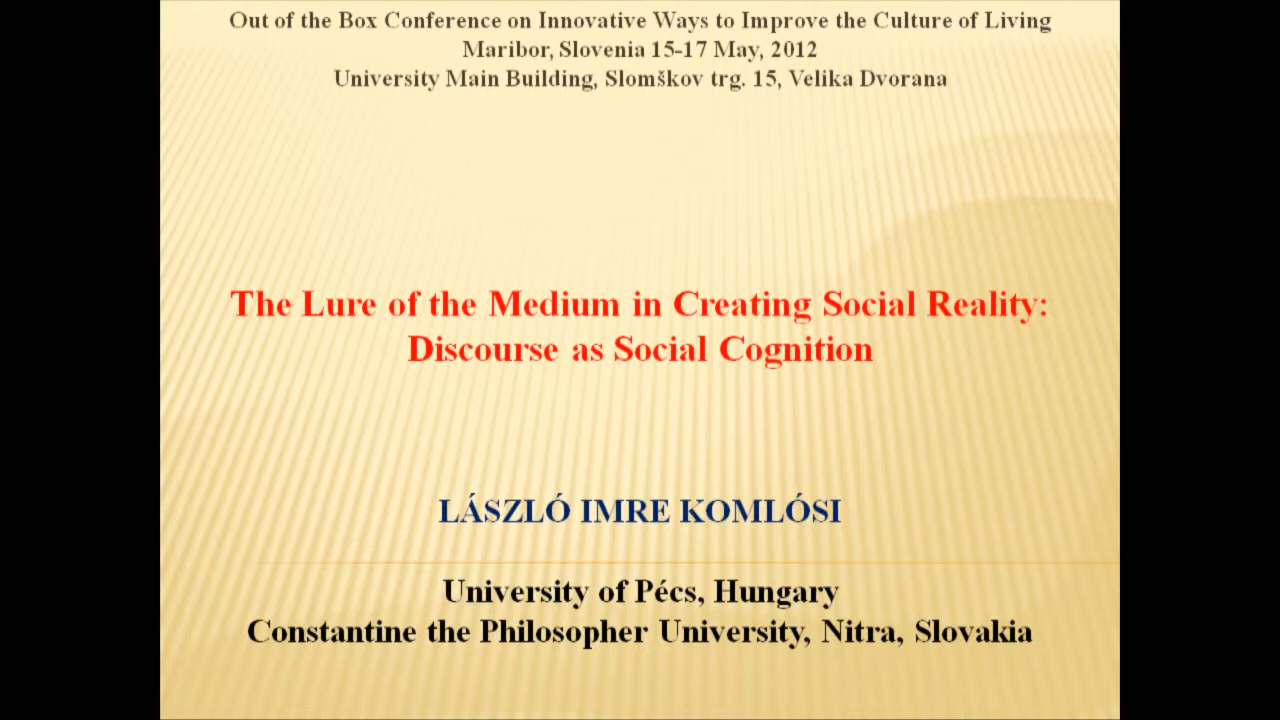 Out of the Box Conference on Innovative Ways to Improve the Culture of Living
Maribor, Slovenia 15-17 May, 2012
University Main Building, Slomškov trg. 15, Velika Dvorana
The Lure of the Medium in Creating Social Reality:
Discourse as Social Cognition
LÁSZLÓ IMRE KOMLÓSI
University of Pécs, Hungary
Constantine the Philosopher University, Nitra, Slovakia